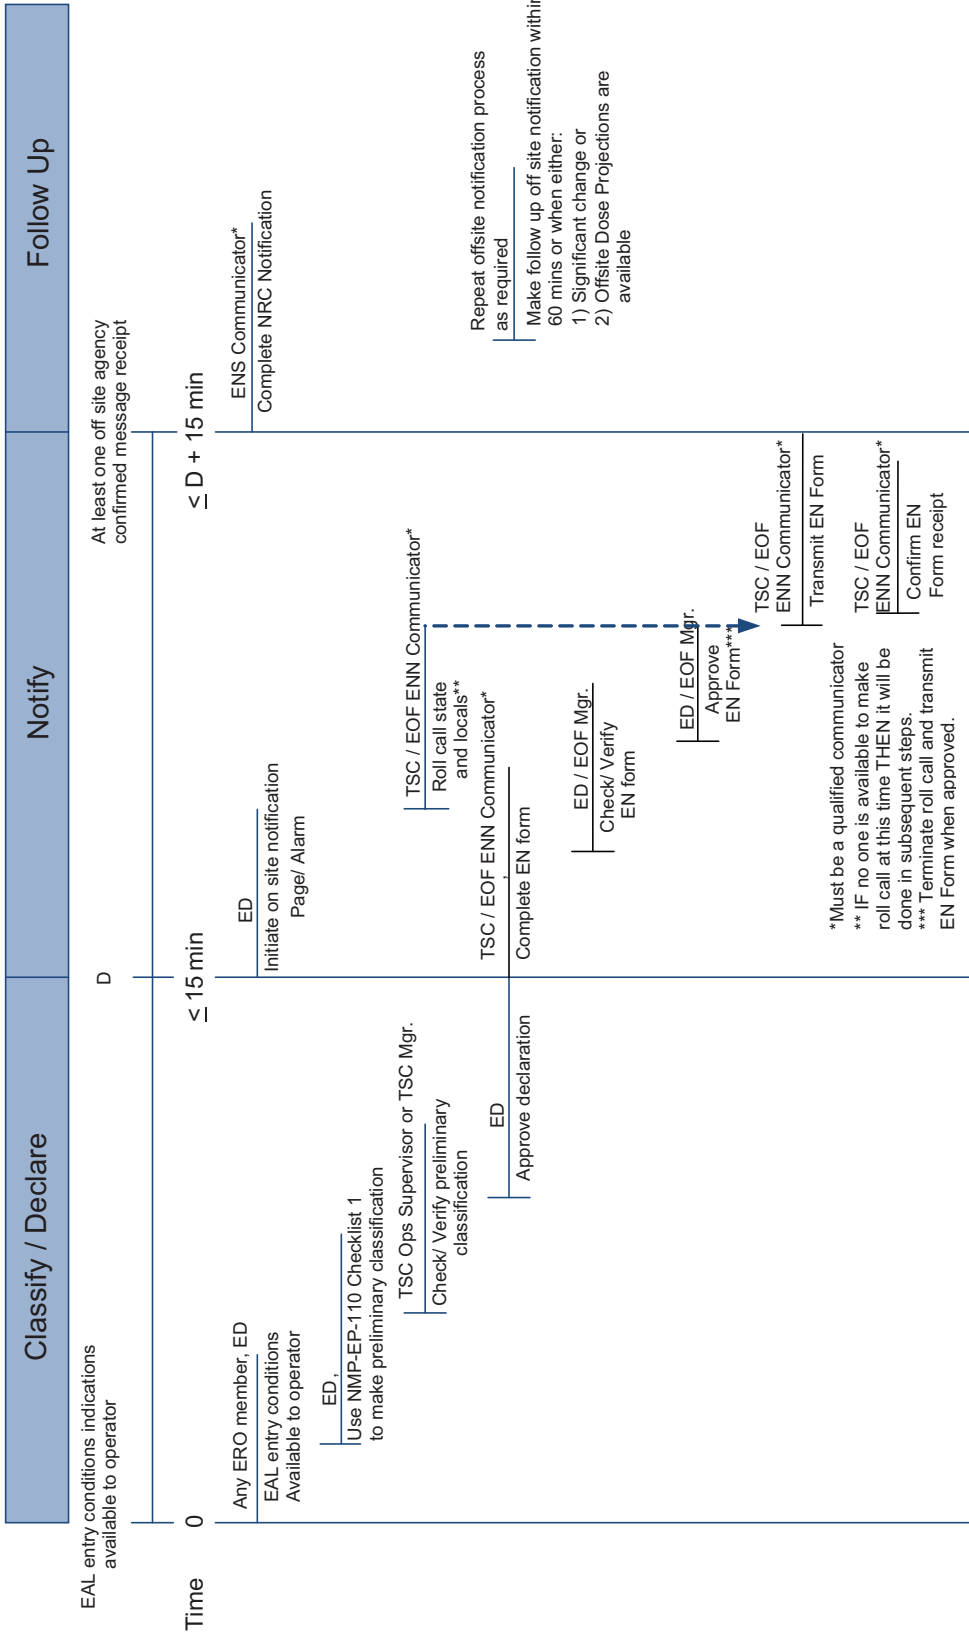 Classify / Declare
Notify
Follow Up
EAL entry conditions indications
available to operator
D
At least one off site agency
confirmed message receipt
Time
0
≤ 15 min
≤ D + 15 min
Any ERO member, ED
EAL entry conditions
Available to operator
ED,
Use NMP-EP-110 Checklist 1
to make preliminary classification
TSC Ops Supervisor or TSC Mgr.
Check/ Verify preliminary
classification
ED
Approve declaration
ED
Initiate on site notification
Page/ Alarm
TSC / EOF ENN Communicator*
Roll call state
and locals**
TSC / EOF ENN Communicator*,
Complete EN form
ED / EOF Mgr.
Check/ Verify
EN form
ED / EOF Mgr.
Approve
EN Form***
TSC / EOF
ENN Communicator*
Transmit EN Form
TSC / EOF
ENN Communicator*
Confirm EN
Form receipt
*Must be a qualified communicator
** IF no one is available to make
roll call at this time THEN it will be
done in subsequent steps.
*** Terminate roll call and transmit
EN Form when approved.
ENS Communicator*
Complete NRC Notification
Repeat offsite notification process
as required
Make follow up off site notification within
60 mins or when either:
1) Significant change or
2) Offsite Dose Projections are
available